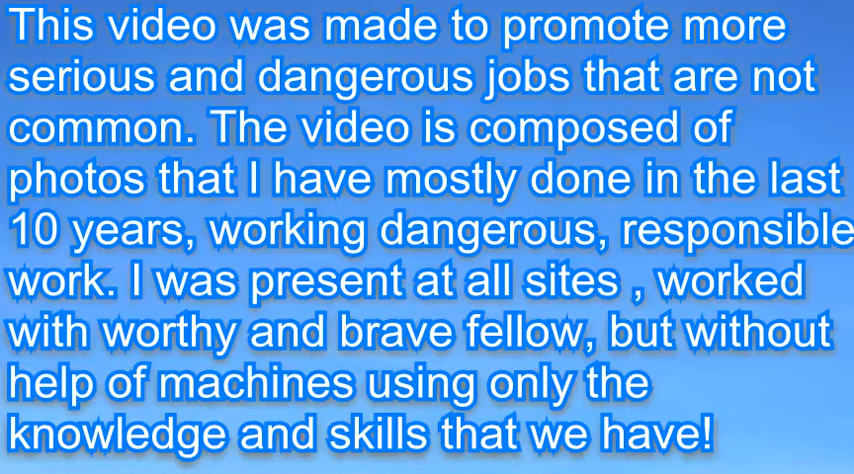 This video was made to promote more
serious and dangerous jobs that are not
common. The video is composed of
photos that I have mostly done in the last
10 years, working dangerous, responsible
work. I was present at all sites , worked
with worthy and brave fellow, but without
help of machines using only the
knowledge and skills that we have!